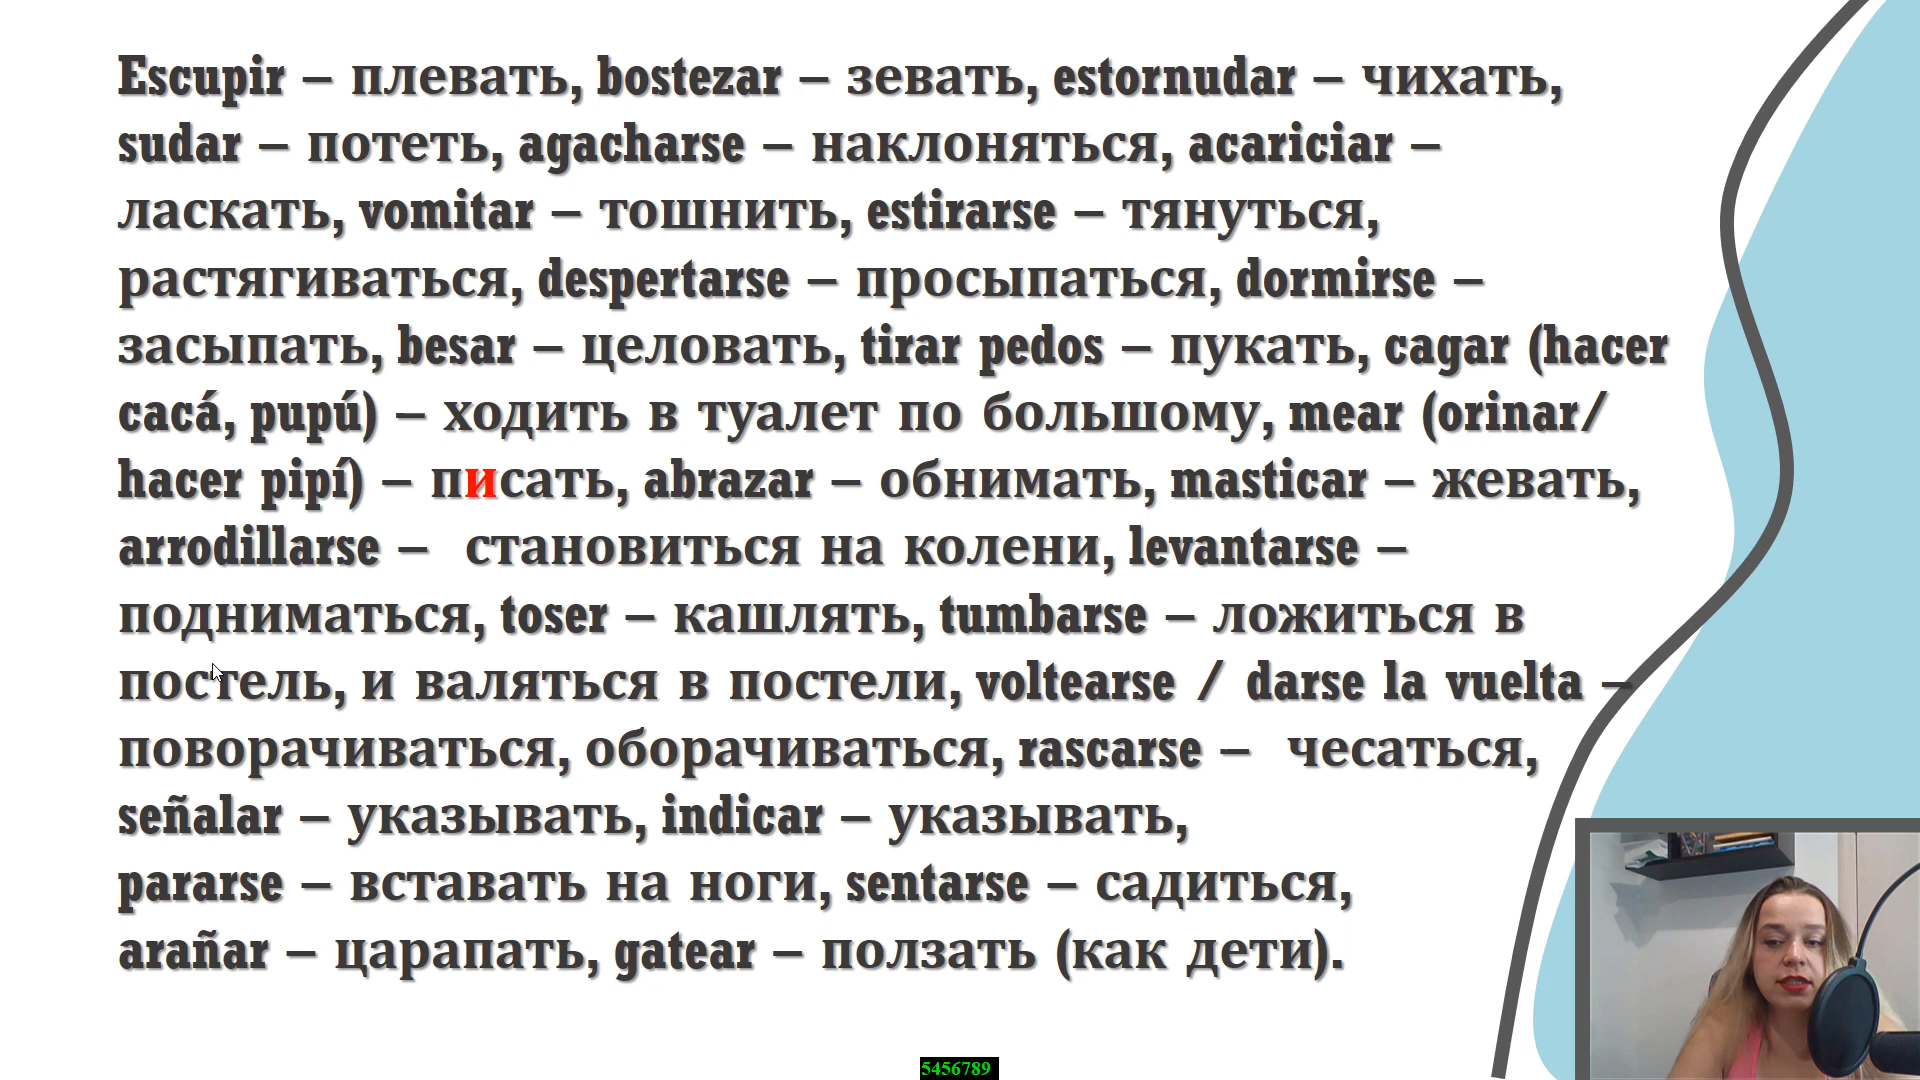 Escupir – плевать, bostezar – зевать, estornudar – чихать,
sudar – потеть, agacharse – наклоняться, acariciar –
ласкать, vomitar – тошнить, estirarse – тянуться,
растягиваться, despertarse – просыпаться, dormirse –
засыпать, besar – целовать, tirar pedos – пукать, cagar (hacer
cacá, pupú) – ходить в туалет по большому, mear (orinar/
hacer pipí) – писать, abrazar – обнимать, masticar – жевать,
arrodillarse – становиться на колени, levantarse –
подниматься, toser – кашлять, tumbarse – ложиться в
постель, и валяться в постели, voltearse / darse la vuelta –
поворачиваться, оборачиваться, rascarse – чесаться,
señalar – указывать, indicar – указывать,
pararse – вставать на ноги, sentarse – садиться,
arañar – царапать, gatear – ползать (как дети).
5456789